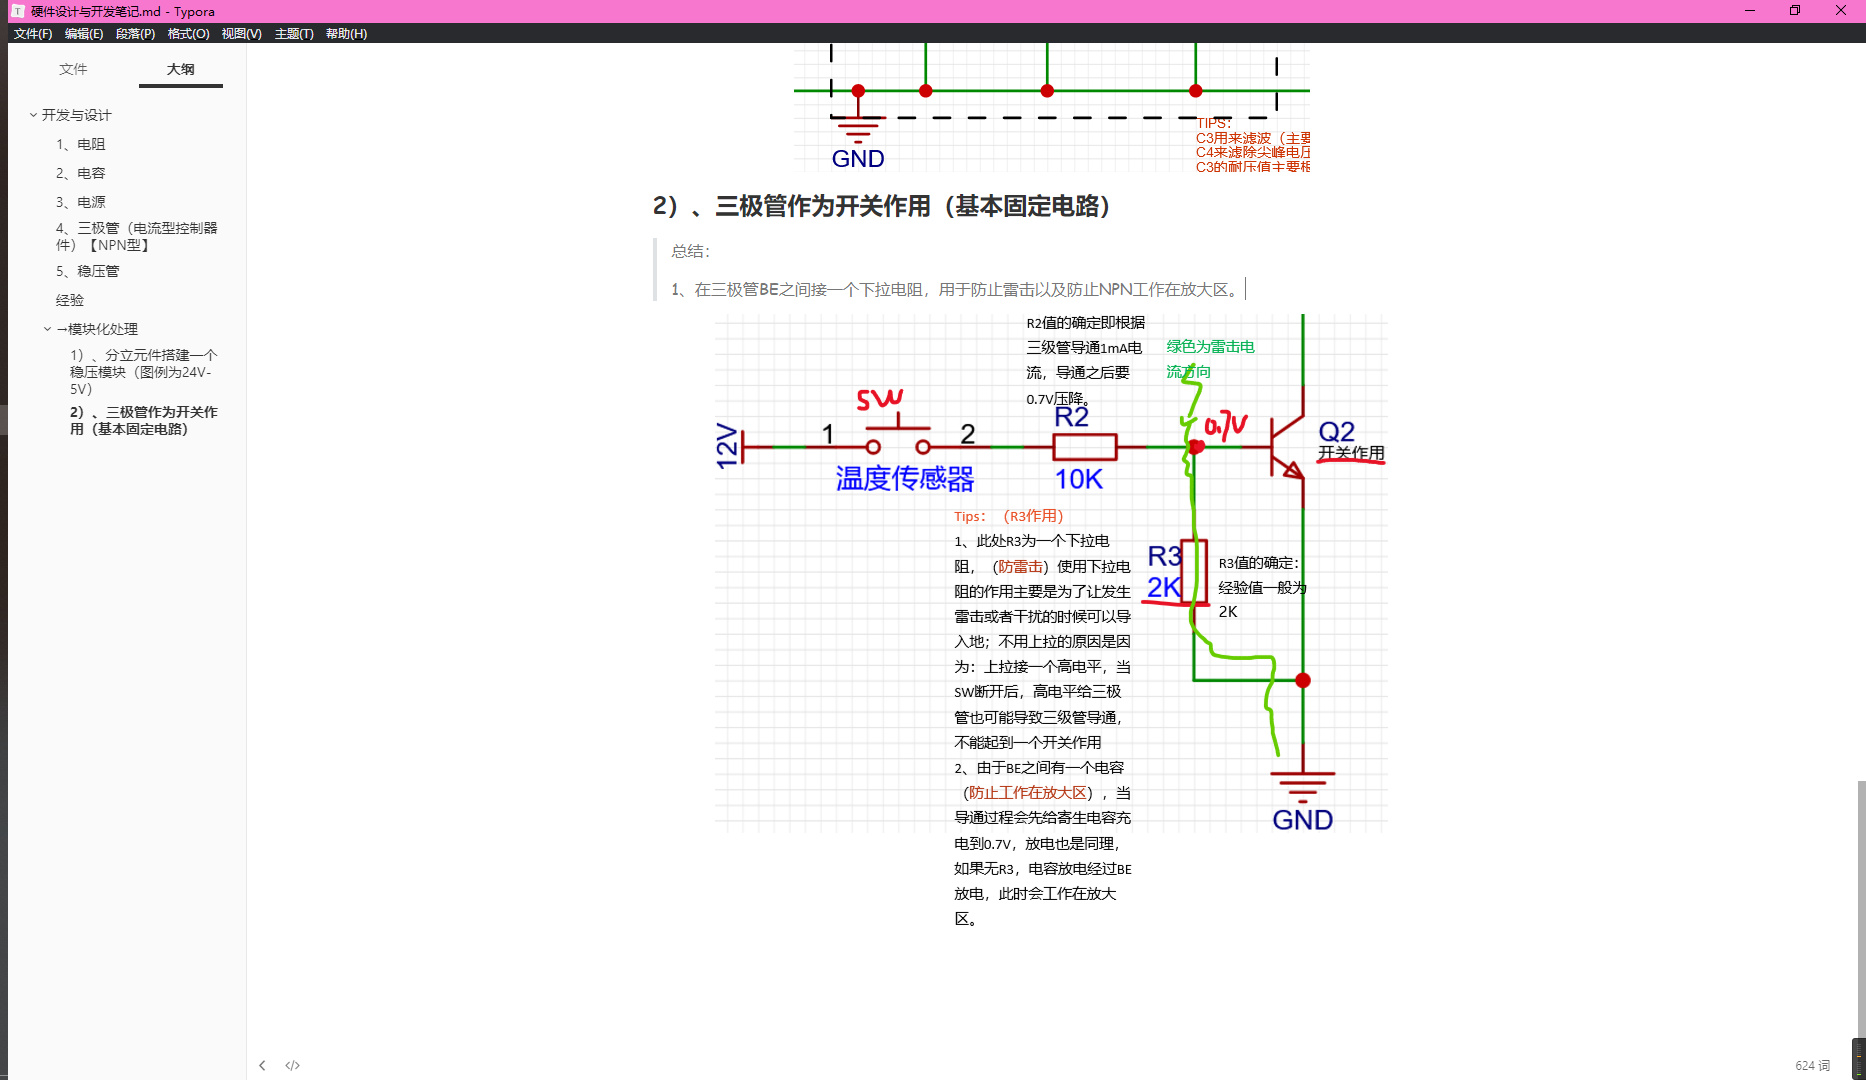 硬件设计与开发笔记.md - Typora
文件(F) 编辑(E) 段落(P) 格式(O) 视图(V) 主题(T) 帮助(H)
文件 大纲
开发与设计
1、电阻
2、电容
3、电源
4、三极管（电流型控制器
件）【NPN型】
5、稳压管
经验
→模块化处理
1）、分立元件搭建一个
稳压模块（图例为24V-
5V）
2）、三极管作为开关作
用（基本固定电路）
GND
TIPS：
C3用来滤波（主要
C4来滤除尖峰电压
C3的耐压值主要根
2）、三极管作为开关作用（基本固定电路）
总结：
1、在三极管BE之间接一个下拉电阻，用于防止雷击以及防止NPN工作在放大区。
R2值的确定即根据
三级管导通1mA电
流，导通之后要
0.7V压降。
绿色为雷击电
流方向
SW
0.7V
12V
1
2
温度传感器
R2
10K
Q2
开关作用
Tips：（R3作用）
1、此处R3为一个下拉电
阻，（防雷击）使用下拉电
阻的作用主要是为了让发生
雷击或者干扰的时候可以导
入地；不用上拉的原因是因
为：上拉接一个高电平，当
SW断开后，高电平给三极
管也可能导致三级管导通，
不能起到一个开关作用
2、由于BE之间有一个电容
（防止工作在放大区），当
导通过程会先给寄生电容充
电到0.7V，放电也是同理，
如果无R3，电容放电经过BE
放电，此时会工作在放大
区。
R3
2K
R3值的确定：
经验值一般为
2K
GND
624 词